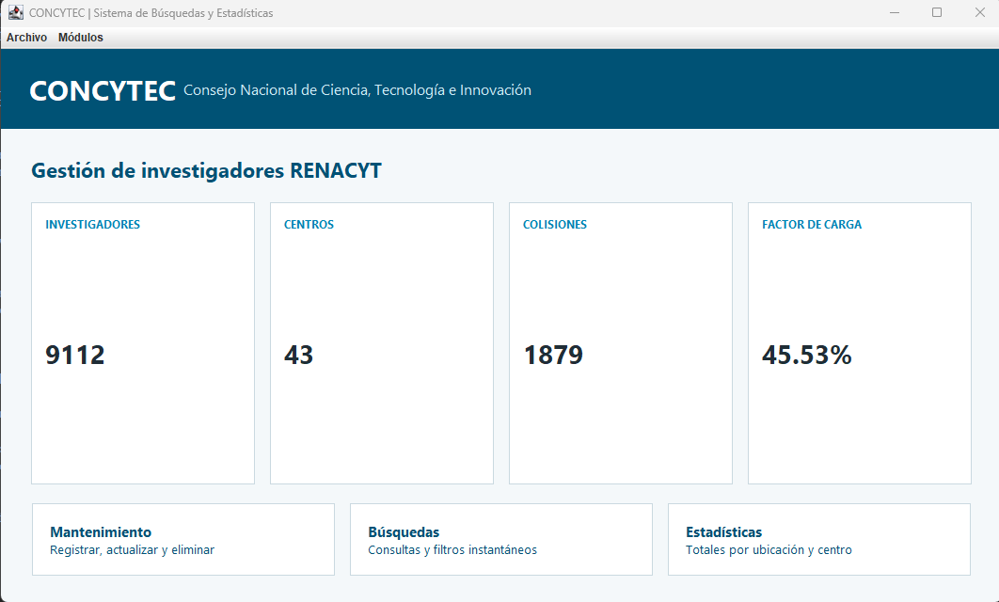 CONCYTEC | Sistema de Búsquedas y Estadísticas
Archivo Módulos
CONCYTEC Consejo Nacional de Ciencia, Tecnología e Innovación
Gestión de investigadores RENACYT
INVESTIGADORES
9112
CENTROS
43
COLISIONES
1879
FACTOR DE CARGA
45.53%
Mantenimiento
Registrar, actualizar y eliminar
Búsquedas
Consultas y filtros instantáneos
Estadísticas
Totales por ubicación y centro